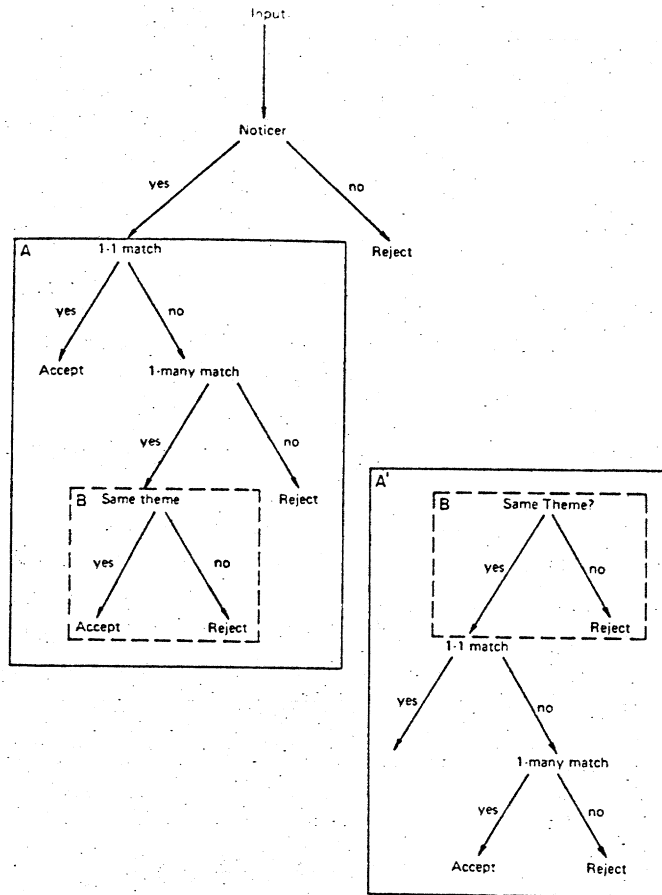 Input
Noticer
yes
no
A
1-1 match
Reject
yes
no
Accept
1-many match
yes
no
B
Same theme
Reject
yes
no
Accept
Reject
A'
B
Same Theme?
yes
no
Reject
1-1 match
yes
no
1-many match
yes
no
Accept
Reject